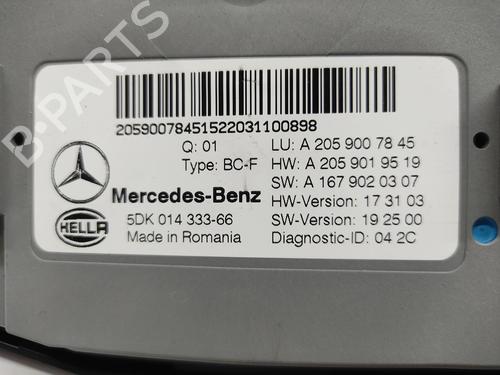 20590078451522031100898
Q: 01
Type: BC-F
Mercedes-Benz
HELLA
5DK 014 333-66
Made in Romania
LU: A 205 900 78 45
HW: A 205 901 95 19
SW: A 167 902 03 07
HW-Version: 17 31 03
SW-Version: 19 25 00
Diagnostic-ID: 04 2C
B-PARTS